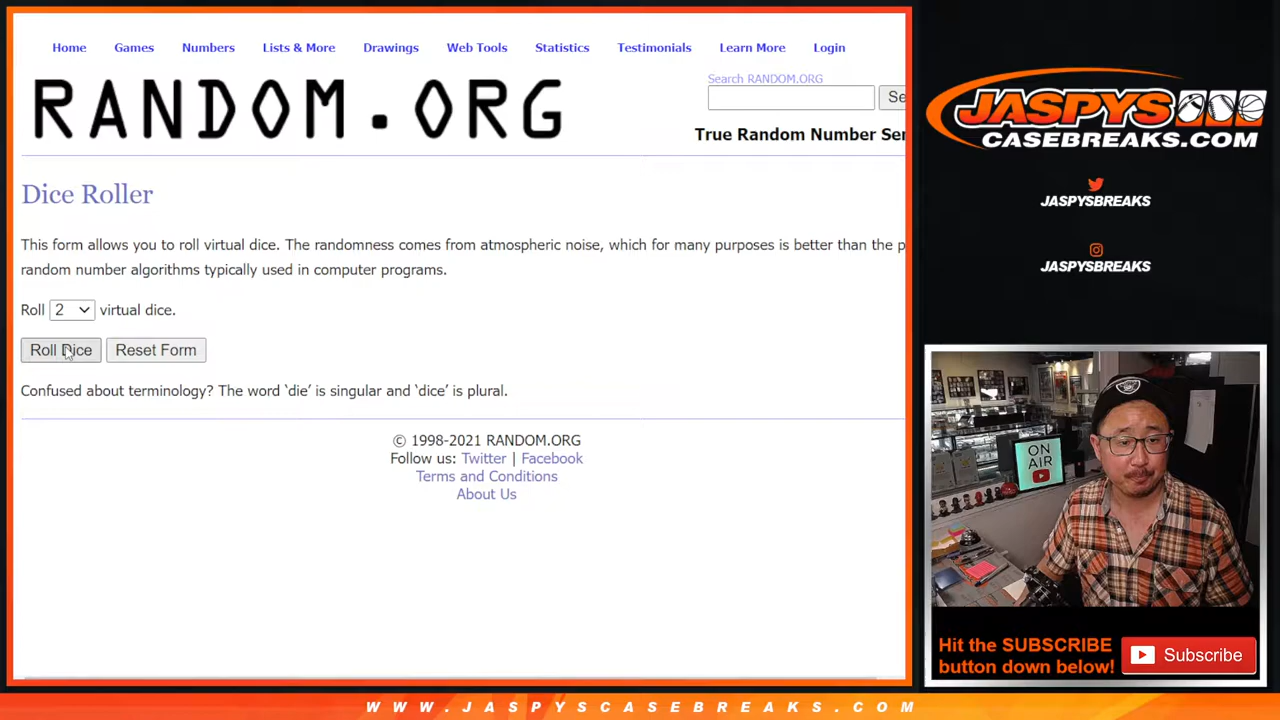 Home Games Numbers Lists & More Drawings Web Tools Statistics Testimonials Learn More Login
RANDOM.ORG
Search RANDOM.ORG
Se
True Random Number Ser
Dice Roller
This form allows you to roll virtual dice. The randomness comes from atmospheric noise, which for many purposes is better than the p
random number algorithms typically used in computer programs.
Roll 2 virtual dice.
Roll Dice Reset Form
Confused about terminology? The word ‘die’ is singular and ‘dice’ is plural.
© 1998-2021 RANDOM.ORG
Follow us: Twitter | Facebook
Terms and Conditions
About Us
JASPYS
CASEBREAKS.COM
JASPYSBREAKS
JASPYSBREAKS
ON
AIR
Hit the SUBSCRIBE
button down below!
Subscribe
WWW.JASPYSCASEBREAKS.COM